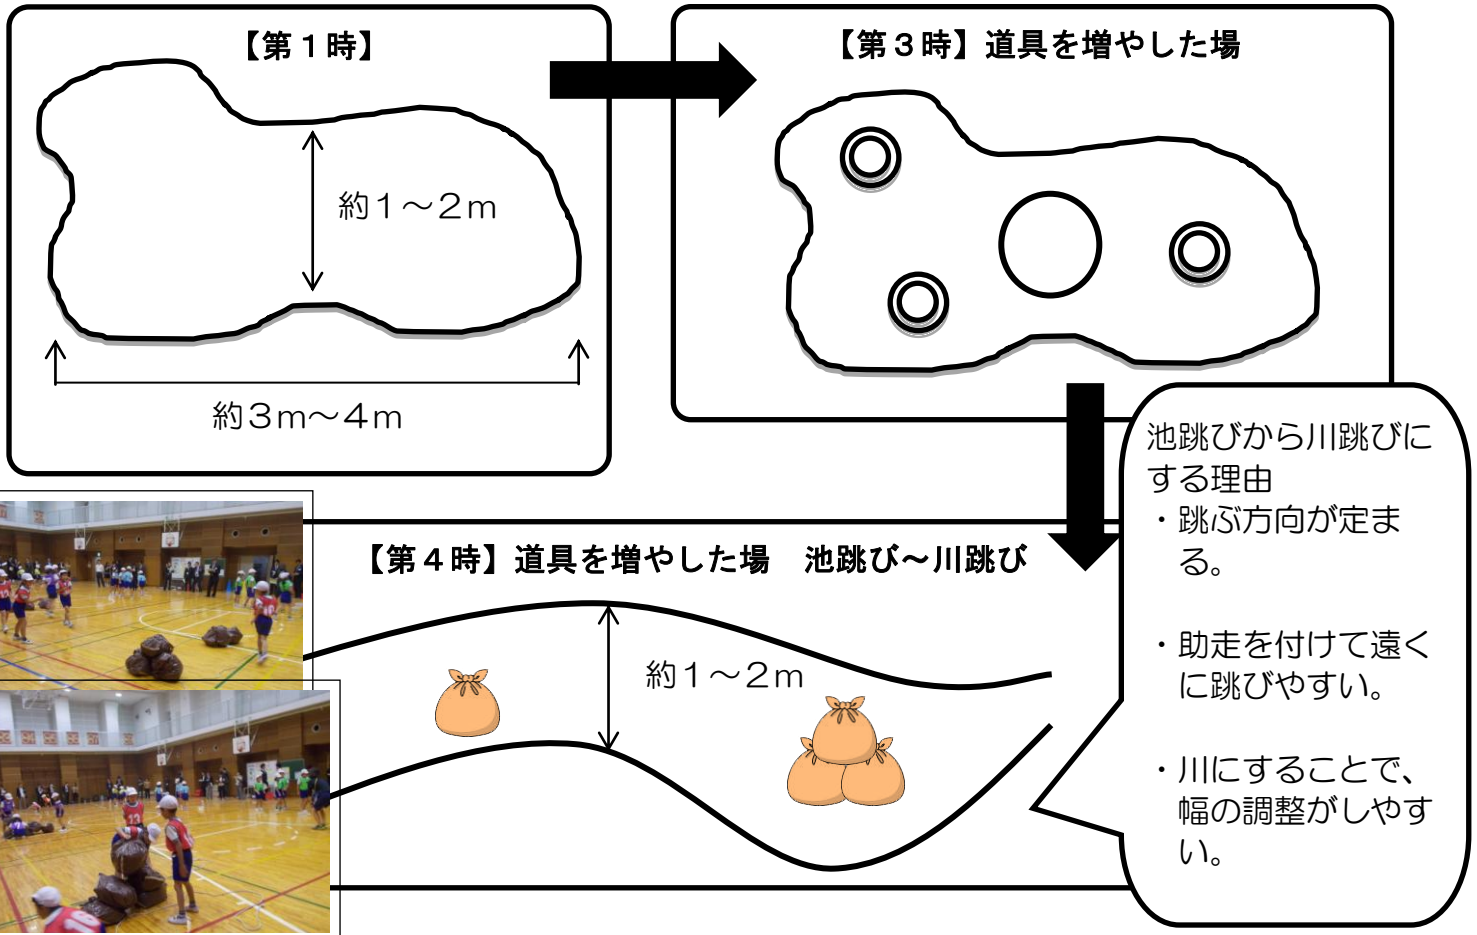 【第１時】
約１～２ｍ
約３ｍ～４ｍ
【第３時】道具を増やした場
【第４時】道具を増やした場　池跳び～川跳び
約１～２ｍ
池跳びから川跳びに
する理由
・跳ぶ方向が定ま
る。
・助走を付けて遠く
に跳びやすい。
・川にすることで、
幅の調整がしやす
い。